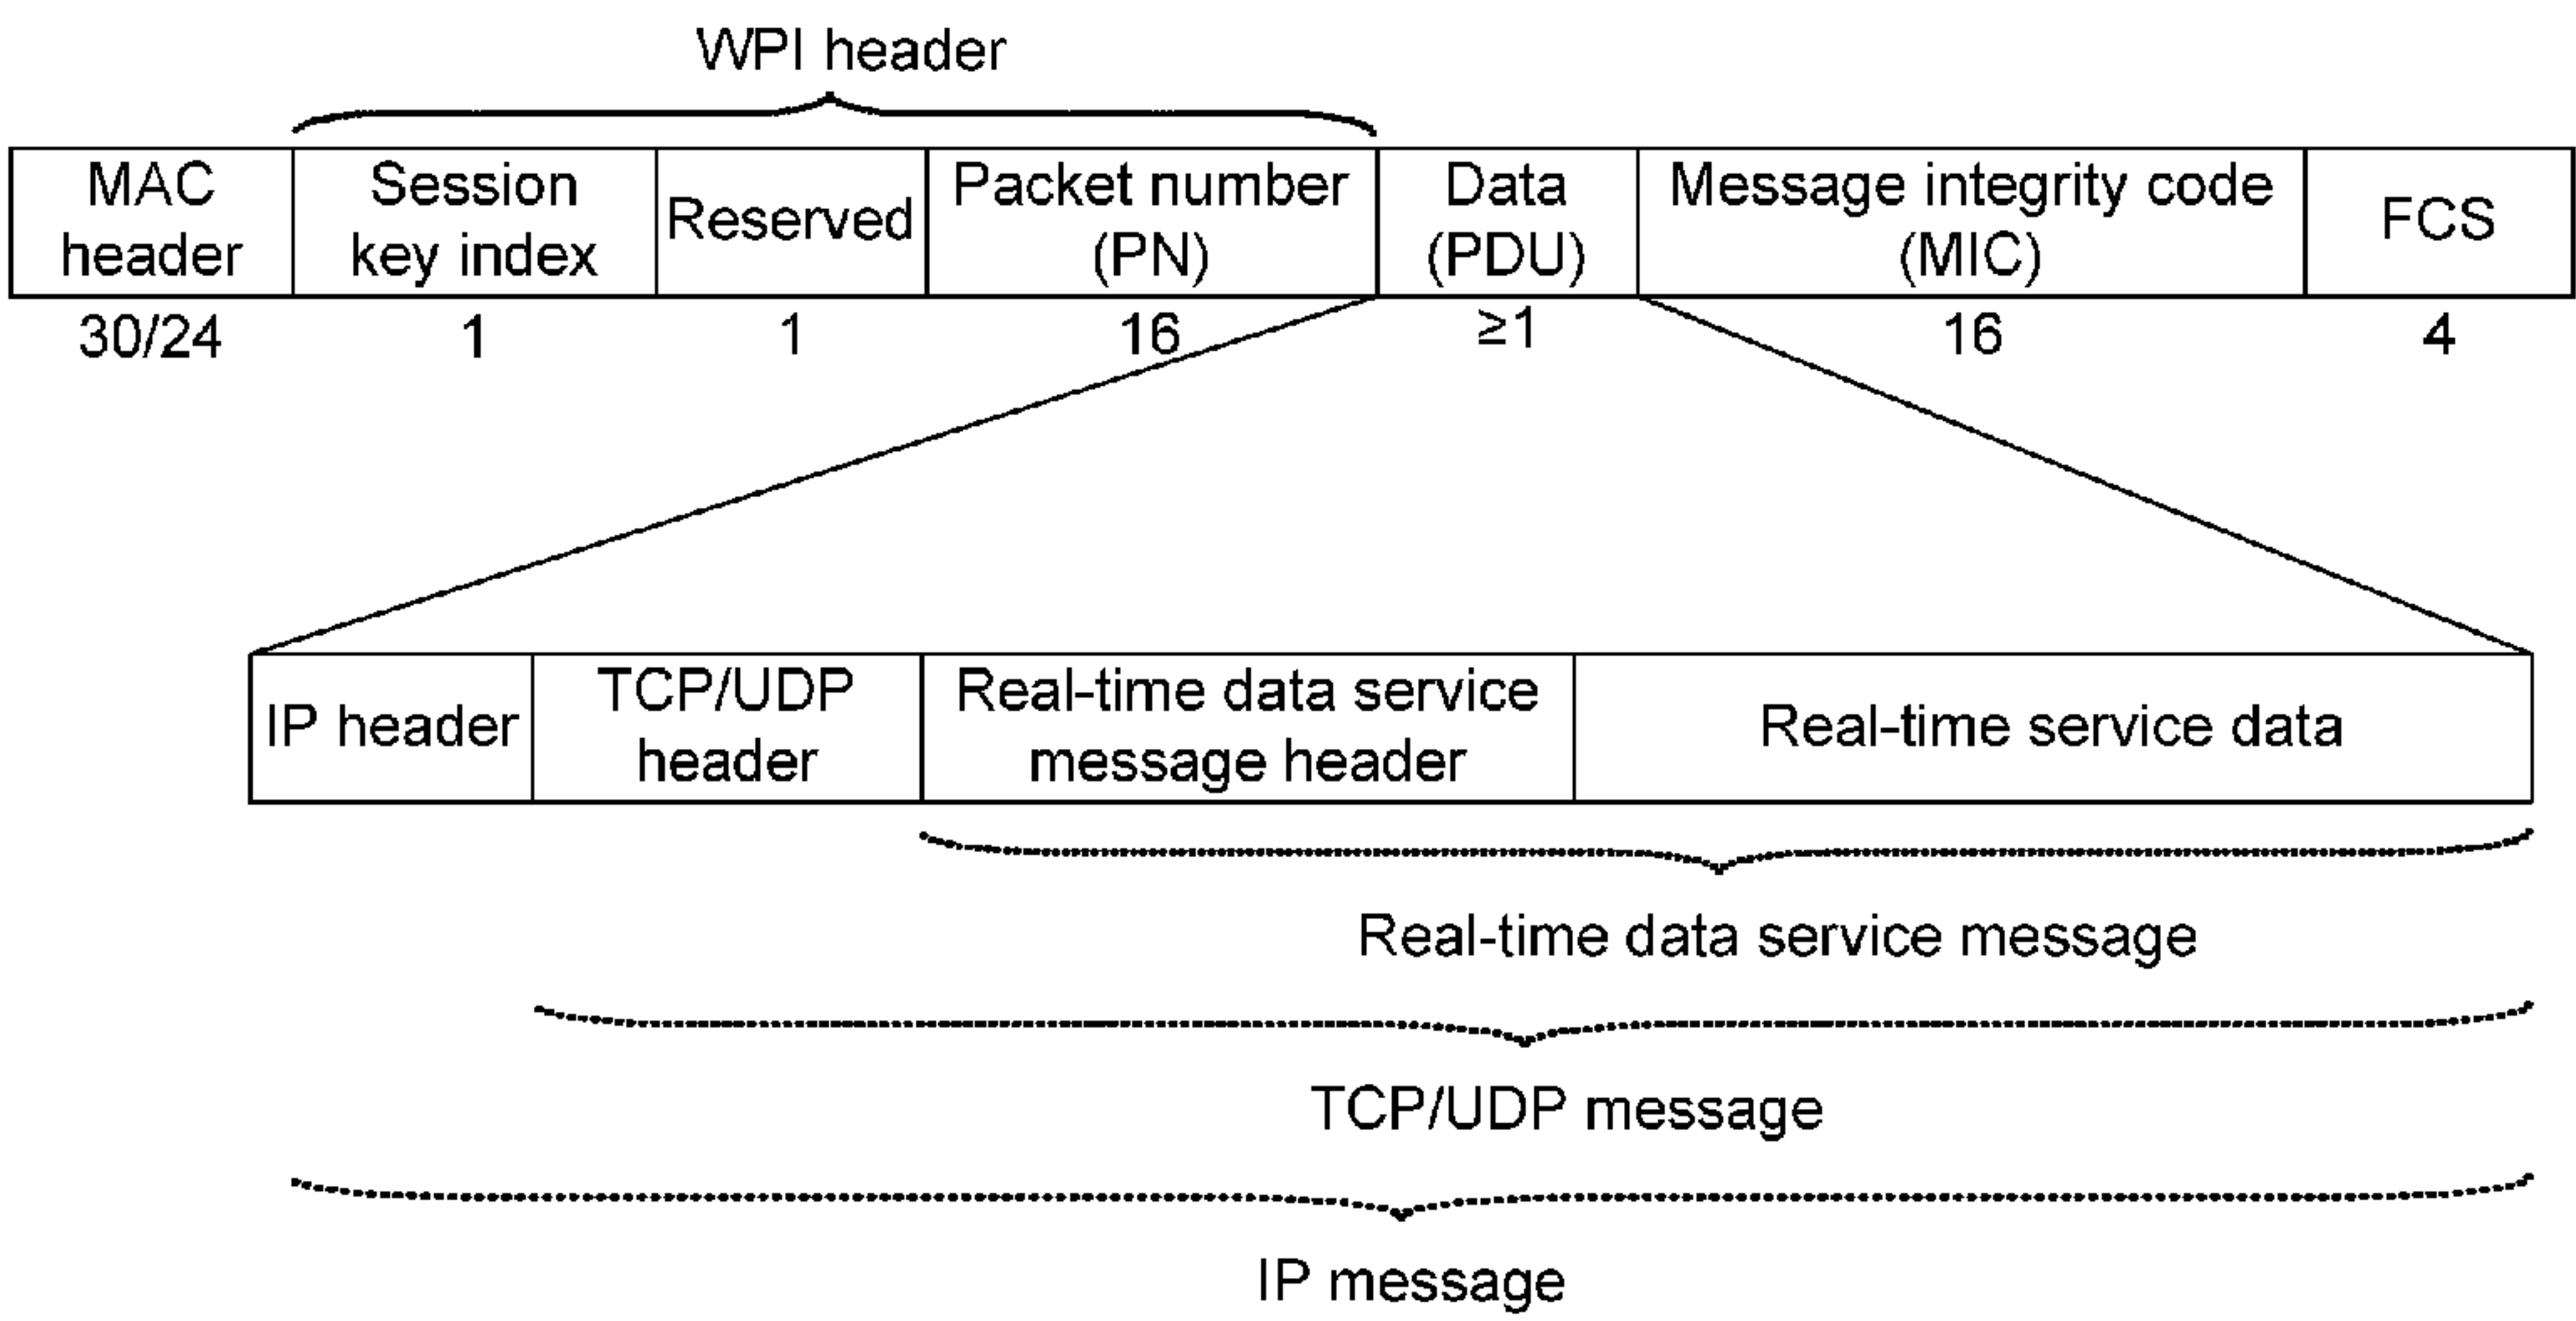 WPI header
MAC
header
Session
key index
Reserved
Packet number
(PN)
Data
(PDU)
Message integrity code
(MIC)
FCS
30/24
1
1
16
≥1
16
4
IP header
TCP/UDP
header
Real-time data service
message header
Real-time service data
Real-time data service message
TCP/UDP message
IP message